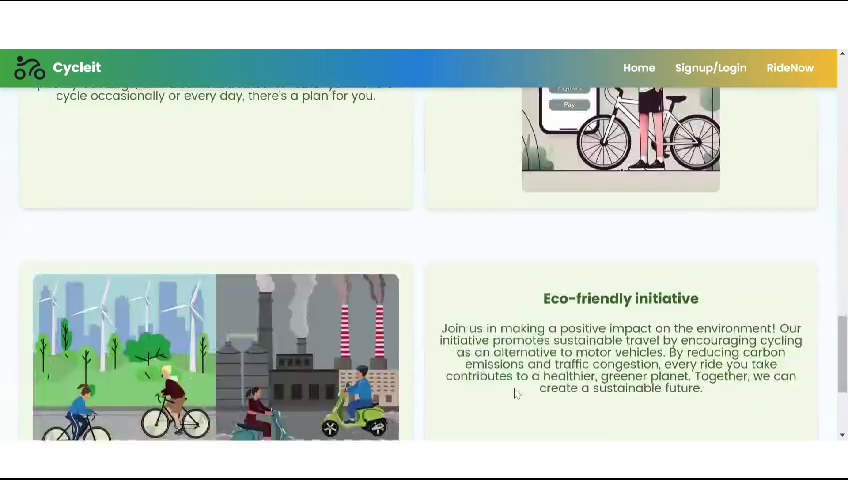 Cycleit
Home
Signup/Login
RideNow
cycle occasionally or every day, there's a plan for you.
Pay
Eco-friendly initiative
Join us in making a positive impact on the environment! Our
initiative promotes sustainable travel by encouraging cycling
as an alternative to motor vehicles. By reducing carbon
emissions and traffic congestion, every ride you take
contributes to a healthier, greener planet. Together, we can
create a sustainable future.